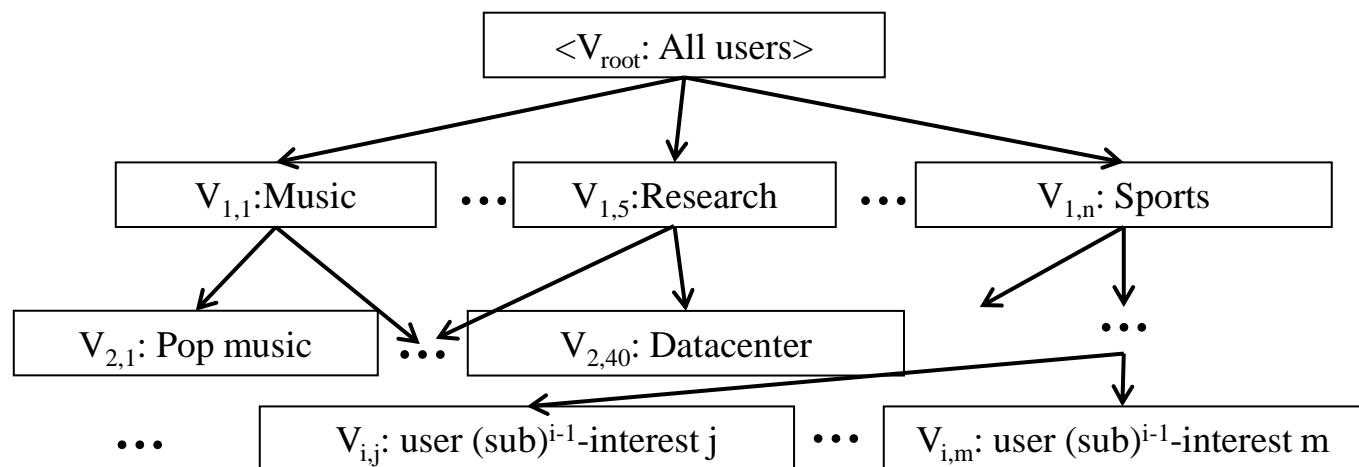 <V_root: All users>
V_1,1:Music ••• V_1,5:Research ••• V_1,n: Sports
V_2,1: Pop music ••• V_2,40: Datacenter •••
••• V_i,j: user (sub)^i-1-interest j ••• V_i,m: user (sub)^i-1-interest m